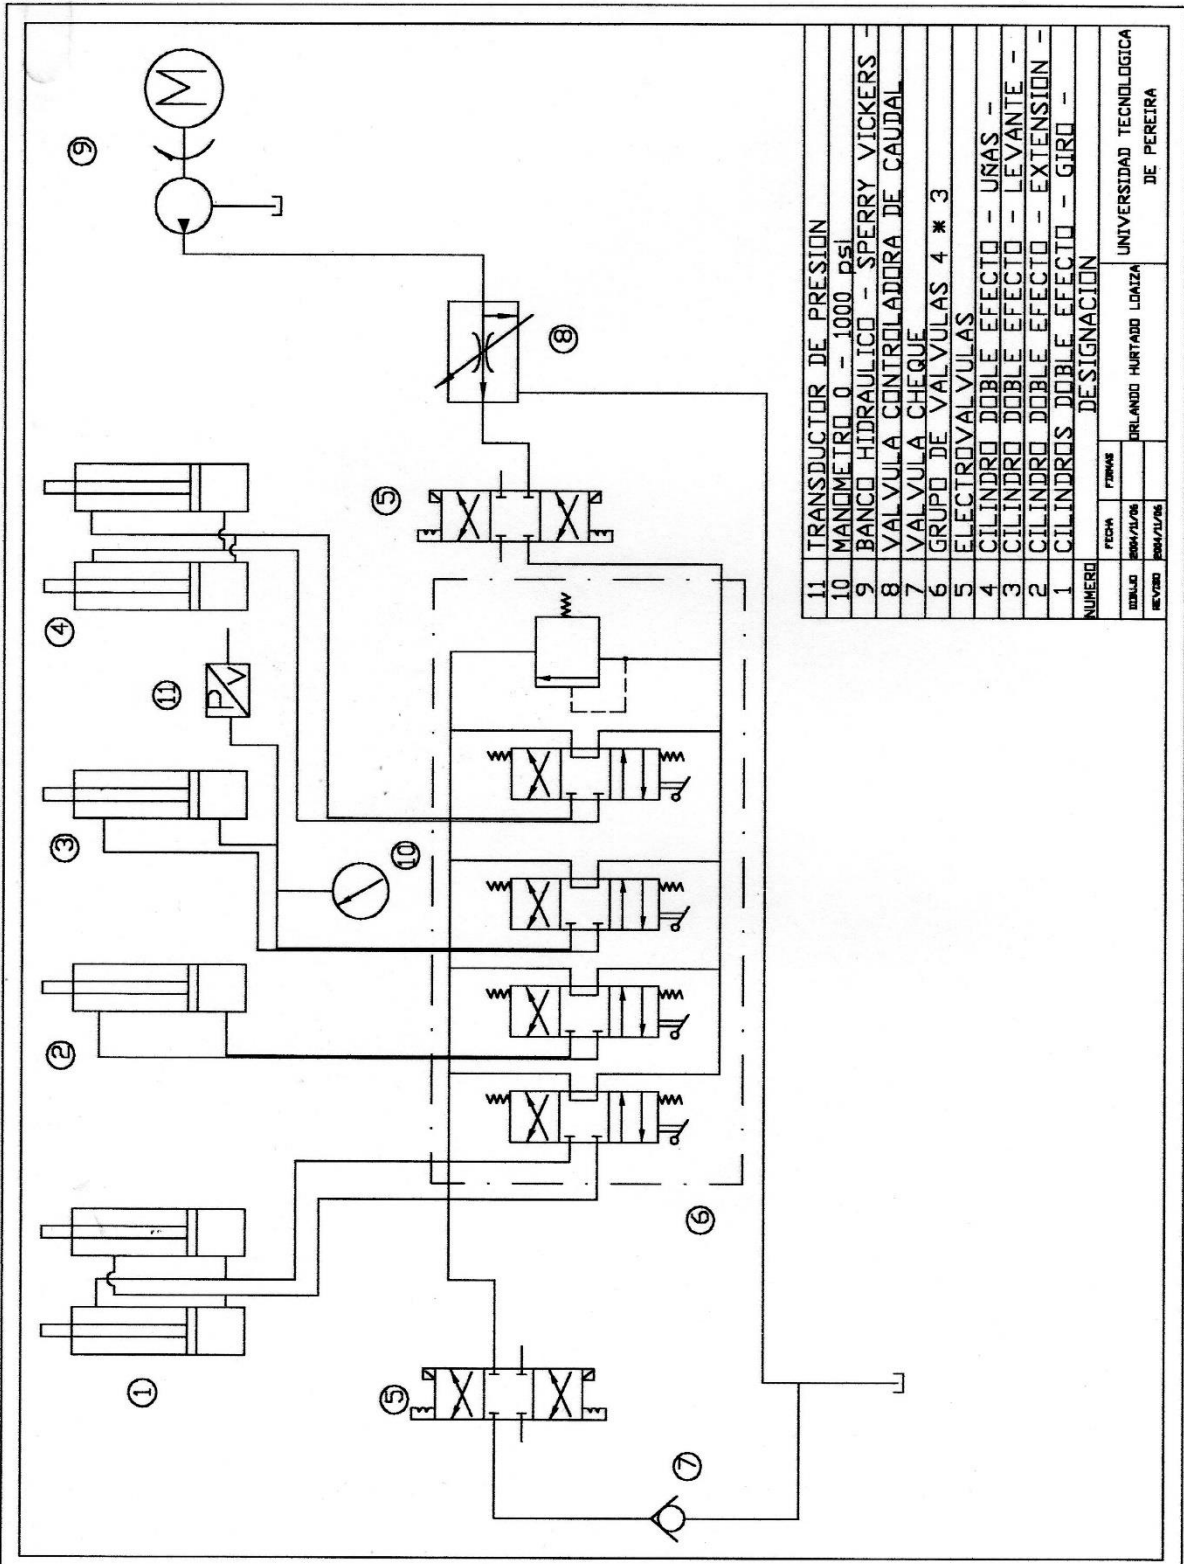 9
M
4
11
P/V
3
10
2
1
8
5
6
5
7
11 TRANSDUCTOR DE PRESION
10 MANOMETRO 0 - 1000 psi
9 BANCO HIDRAULICO - SPERRY VICKERS -
8 VALVULA CONTROLADORA DE CAUDAL
7 VALVULA CHEQUE
6 GRUPO DE VALVULAS 4 * 3
5 ELECTROVALVULAS
4 CILINDRO DOBLE EFECTO - UÑAS -
3 CILINDRO DOBLE EFECTO - LEVANTE -
2 CILINDRO DOBLE EFECTO - EXTENSION -
1 CILINDROS DOBLE EFECTO - GIRO -
NUMERO DESIGNACION
FECHA FIRMAS
DIBUJO 2004/11/06 ORLANDO HURTADO LOAIZA
REVISO 2004/11/06
UNIVERSIDAD TECNOLOGICA
DE PEREIRA